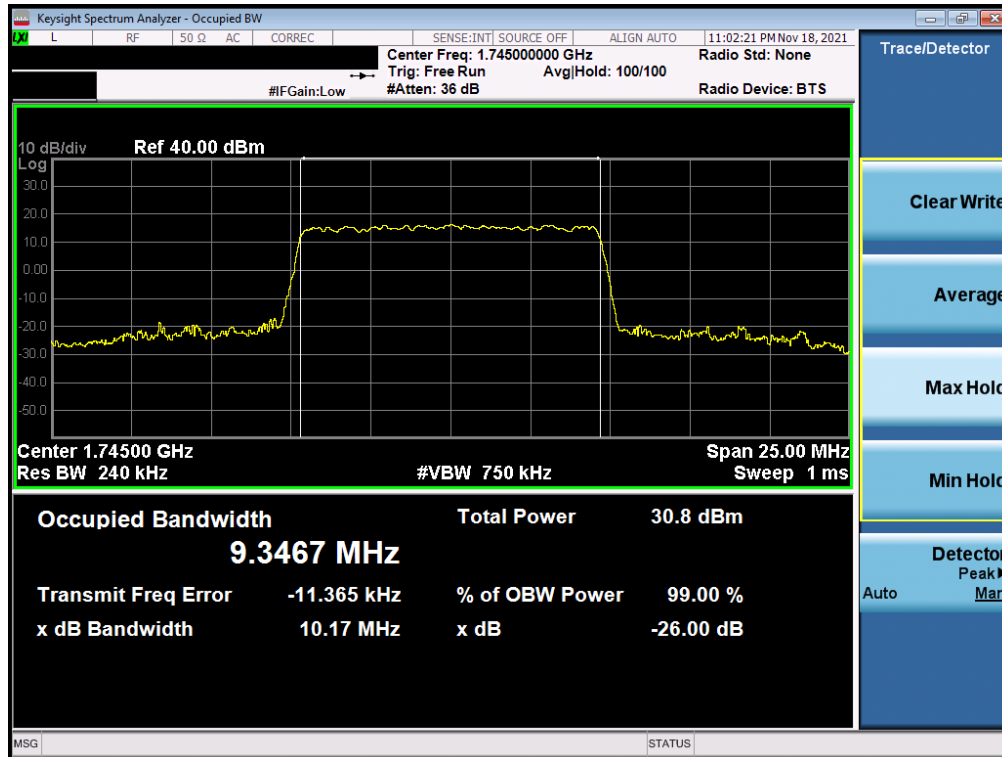 Keysight Spectrum Analyzer - Occupied BW
LXI L RF 50 Ω AC CORREC SENSE:INT SOURCE OFF ALIGN AUTO 11:02:21 PM Nov 18, 2021
Center Freq: 1.745000000 GHz Radio Std: None
Trig: Free Run Avg|Hold: 100/100
#IFGain:Low #Atten: 36 dB Radio Device: BTS
Trace/Detector
10 dB/div Ref 40.00 dBm
Log
30.0
20.0
10.0
0.00
-10.0
-20.0
-30.0
-40.0
-50.0
Center 1.74500 GHz Span 25.00 MHz
Res BW 240 kHz #VBW 750 kHz Sweep 1 ms
Occupied Bandwidth Total Power 30.8 dBm
9.3467 MHz
Transmit Freq Error -11.365 kHz % of OBW Power 99.00 %
x dB Bandwidth 10.17 MHz x dB -26.00 dB
Clear Write
Average
Max Hold
Min Hold
Detector
Peak
Auto Man
MSG STATUS